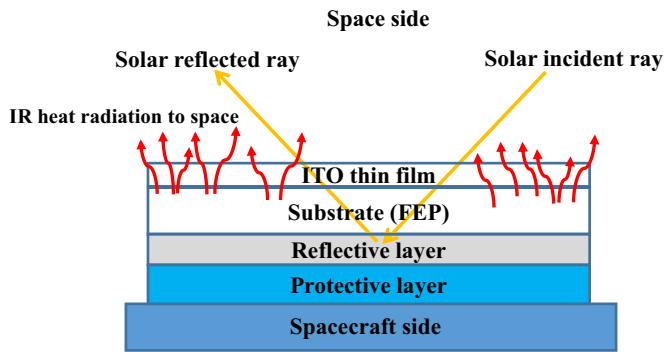 Space side
Solar reflected ray
Solar incident ray
IR heat radiation to space
ITO thin film
Substrate (FEP)
Reflective layer
Protective layer
Spacecraft side